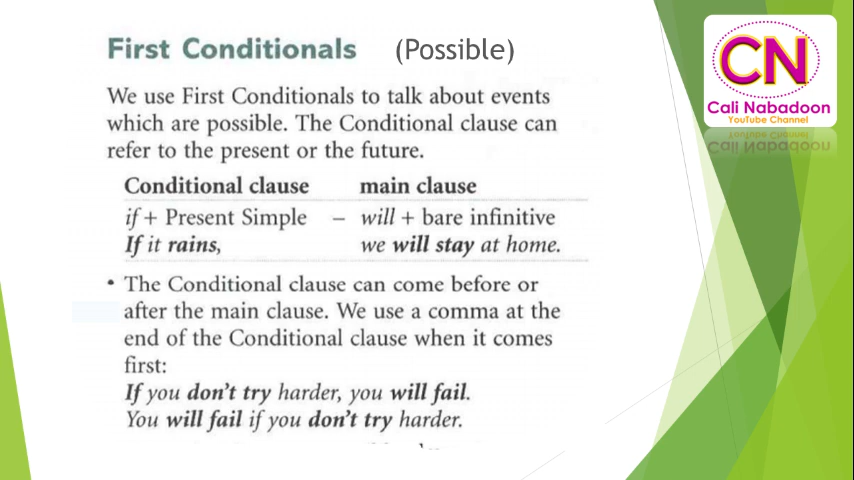 First Conditionals (Possible)
We use First Conditionals to talk about events
which are possible. The Conditional clause can
refer to the present or the future.
Conditional clause main clause
if + Present Simple – will + bare infinitive
If it rains, we will stay at home.
• The Conditional clause can come before or
after the main clause. We use a comma at the
end of the Conditional clause when it comes
first:
If you don't try harder, you will fail.
You will fail if you don't try harder.
CN
Cali Nabadoon
YouTube Channel